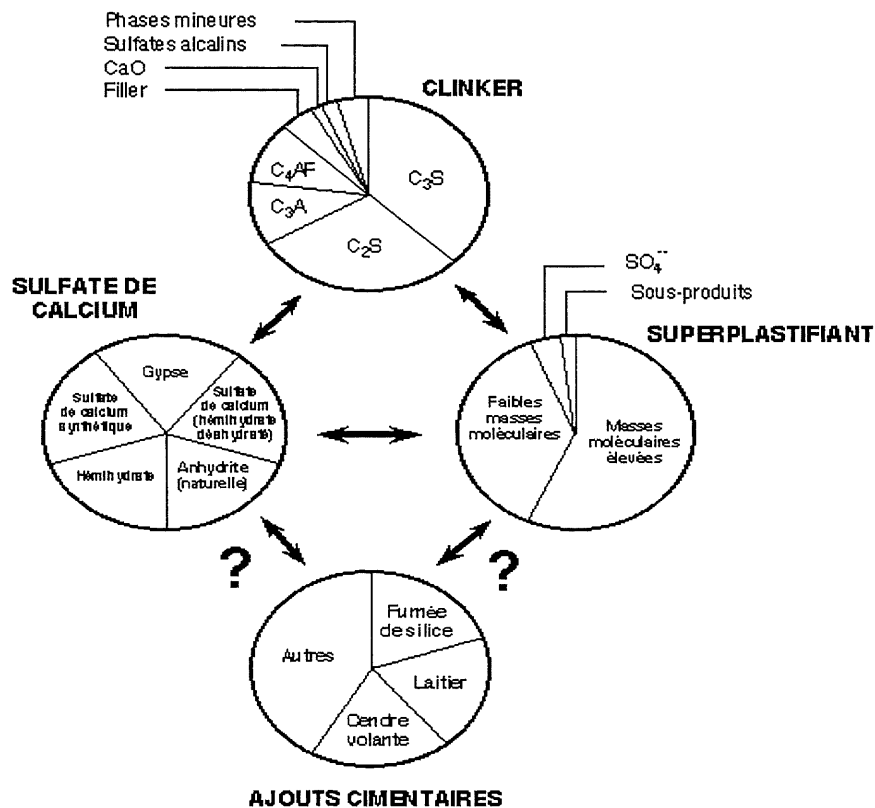 Phases mineures
Sulfates alcalins
CaO
Filler
CLINKER
C₄AF
C₃S
C₃A
C₂S
SULFATE DE
CALCIUM
SO₄⁻⁻
Sous-produits
SUPERPLASTIFIANT
Gypse
Sulfate
de calcium
synthétique
Sulfate
de calcium
(hémihydrate
déshydraté)
Hémihydrate
Anhydrite
(naturelle)
Faibles
masses
moléculaires
Masses
moléculaires
élevées
?
?
Fumée
de silice
Autres
Laitier
Cendre
volante
AJOUTS CIMENTAIRES